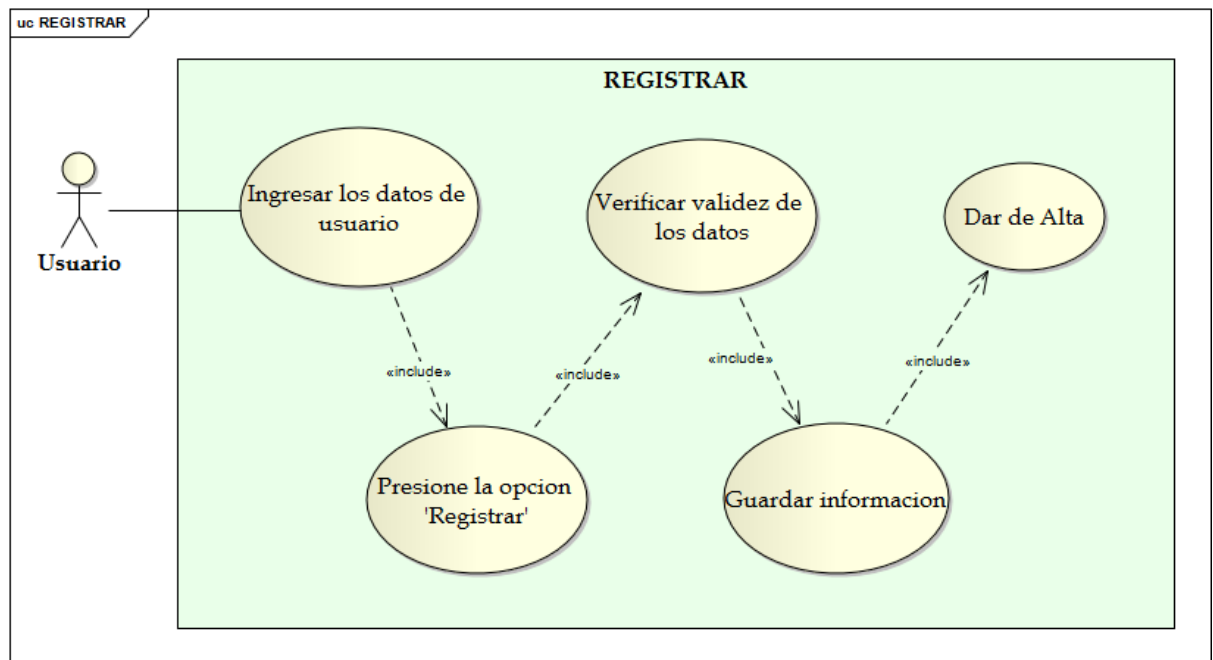 uc REGISTRAR
REGISTRAR
Ingresar los datos de
usuario
Verificar validez de
los datos
Dar de Alta
Usuario
«include»
«include»
«include»
«include»
Presione la opcion
'Registrar'
Guardar informacion